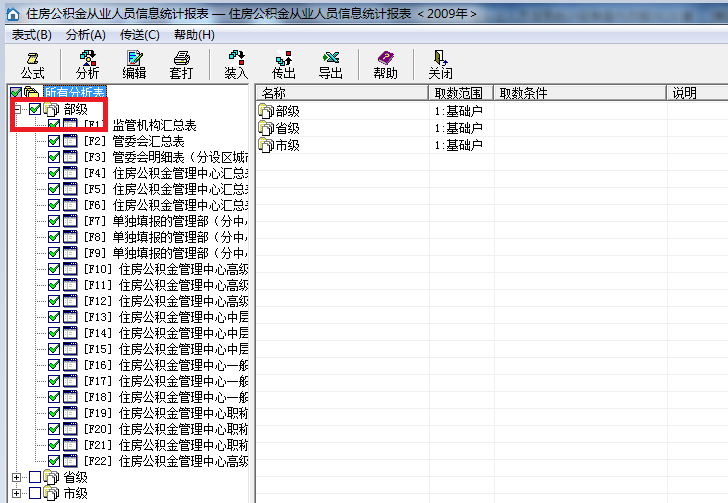 住房公积金从业人员信息统计报表 — 住房公积金从业人员信息统计报表 ＜2009年＞
表式(B) 分析(A) 传送(C) 帮助(H)
公式 分析 编辑 套打 装入 传出 导出 帮助 关闭
所有分析表
部级
[F1] 监管机构汇总表
[F2] 管委会汇总表
[F3] 管委会明细表（分设区城市
[F4] 住房公积金管理中心汇总表
[F5] 住房公积金管理中心汇总
[F6] 住房公积金管理中心汇总
[F7] 单独填报的管理部（分中心
[F8] 单独填报的管理部（分中心
[F9] 单独填报的管理部（分中心
[F10] 住房公积金管理中心高级
[F11] 住房公积金管理中心高级
[F12] 住房公积金管理中心高级
[F13] 住房公积金管理中心中层
[F14] 住房公积金管理中心中层
[F15] 住房公积金管理中心中层
[F16] 住房公积金管理中心一般
[F17] 住房公积金管理中心一般
[F18] 住房公积金管理中心一般
[F19] 住房公积金管理中心职称
[F20] 住房公积金管理中心职称
[F21] 住房公积金管理中心职称
[F22] 住房公积金管理中心高级
省级
市级
名称 取数范围 取数条件 说明
部级 1:基础户
省级 1:基础户
市级 1:基础户